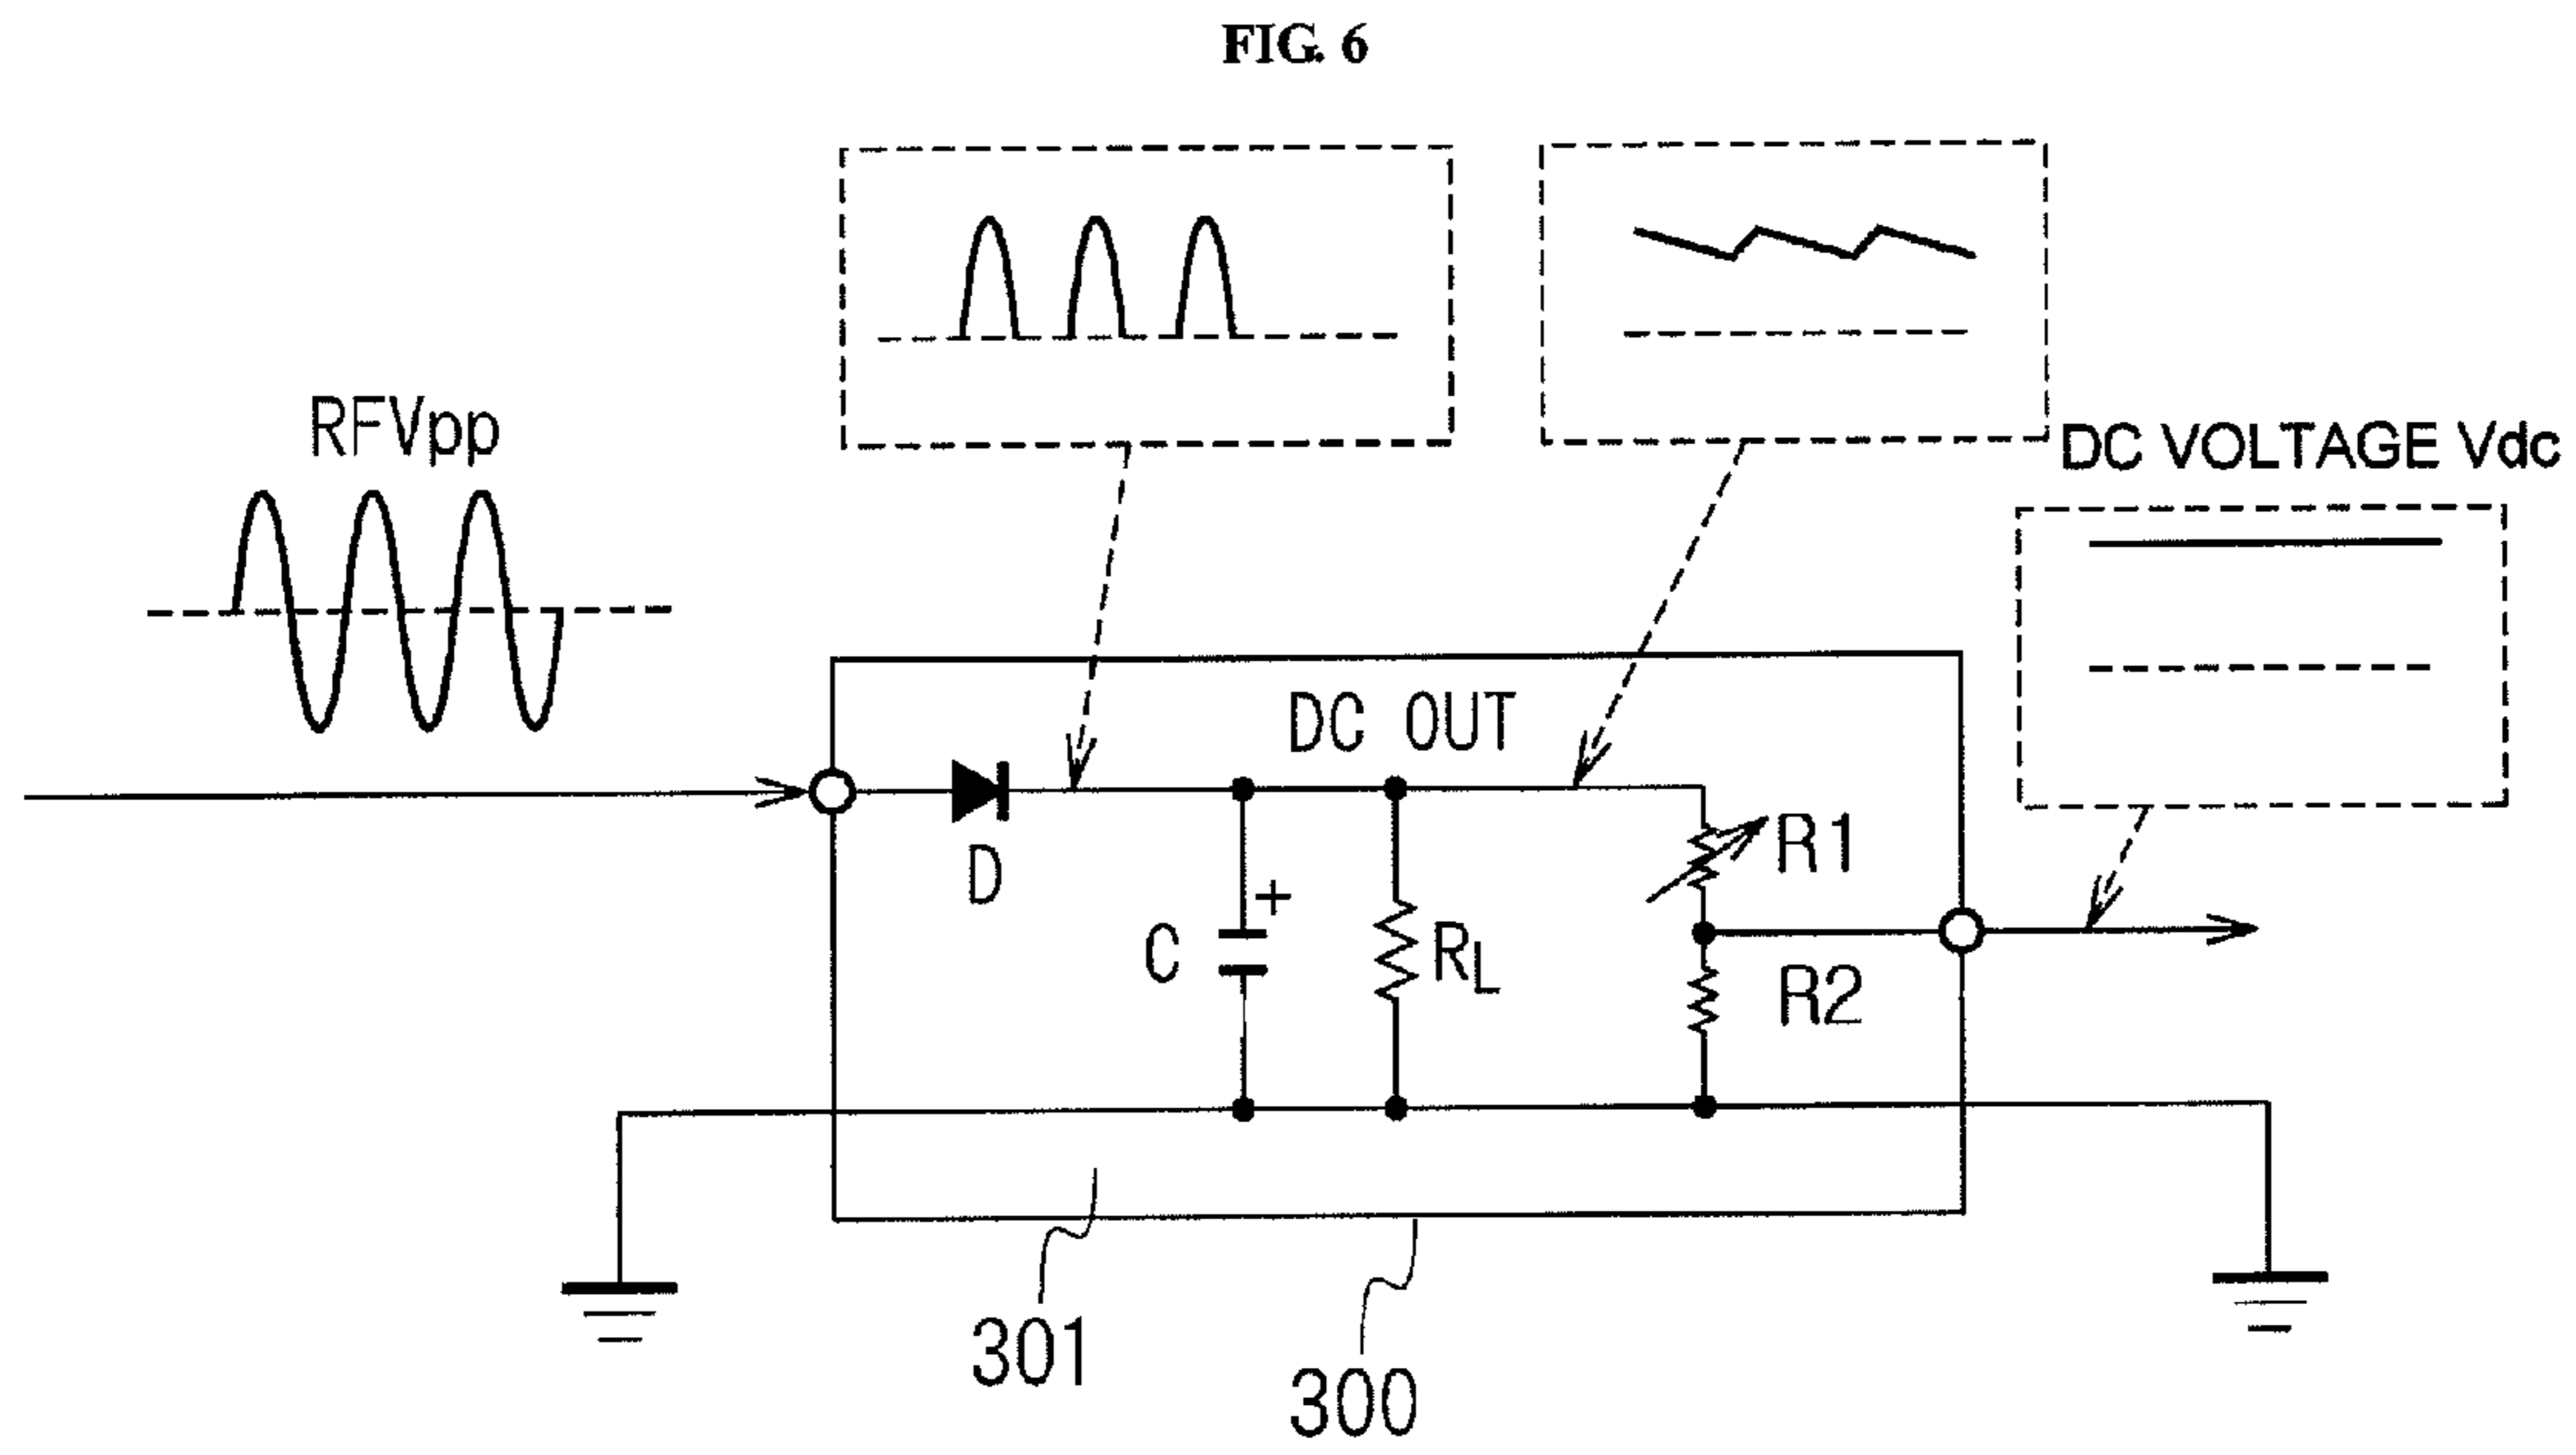 FIG. 6
RFVpp
DC VOLTAGE Vdc
DC OUT
D
R1
+
C
RL
R2
301
300